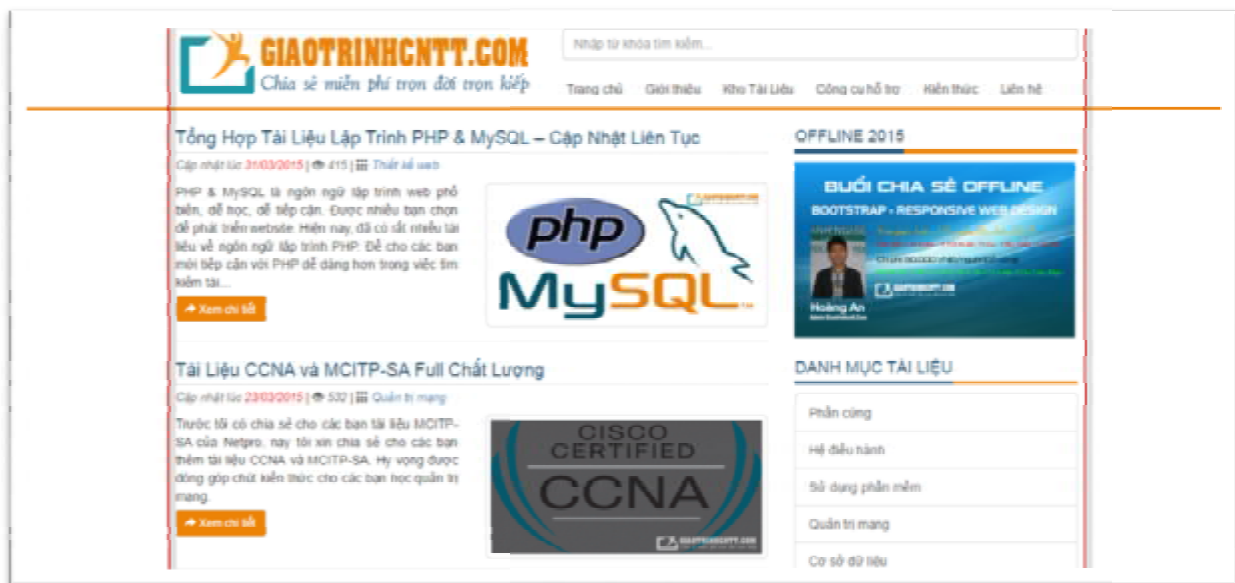 GIAOTRINHCNTT.COM
Chia sẻ miễn phí trọn đời trọn kiếp
Nhập từ khóa tìm kiếm...
Trang chủ Giới thiệu Kho Tài Liệu Công cụ hỗ trợ Kiến thức Liên hệ
Tổng Hợp Tài Liệu Lập Trình PHP & MySQL – Cập Nhật Liên Tục
Cập nhật lúc 31/03/2015 | 415 | Thiết kế web
PHP & MySQL là ngôn ngữ lập trình web phổ
biến, dễ học, dễ tiếp cận. Được nhiều bạn chọn
để phát triển website. Hiện nay, đã có rất nhiều tài
liệu về ngôn ngữ lập trình PHP. Để cho các bạn
mới tiếp cận với PHP dễ dàng hơn trong việc tìm
kiếm tài...
Xem chi tiết
php
MySQL
Tài Liệu CCNA và MCITP-SA Full Chất Lượng
Cập nhật lúc 23/03/2015 | 532 | Quản trị mạng
Trước tôi có chia sẻ cho các bạn tài liệu MCITP-
SA của Netpro, nay tôi xin chia sẻ cho các bạn
thêm tài liệu CCNA và MCITP-SA. Hy vọng được
đóng góp chút kiến thức cho các bạn học quản trị
mạng.
Xem chi tiết
CISCO
CERTIFIED
CCNA
GIAOTRINHCNTT.COM
OFFLINE 2015
BUỔI CHIA SẺ OFFLINE
BOOTSTRAP - RESPONSIVE WEB DESIGN
Hoàng An
DANH MỤC TÀI LIỆU
Phần cứng
Hệ điều hành
Sử dụng phần mềm
Quản trị mạng
Cơ sở dữ liệu